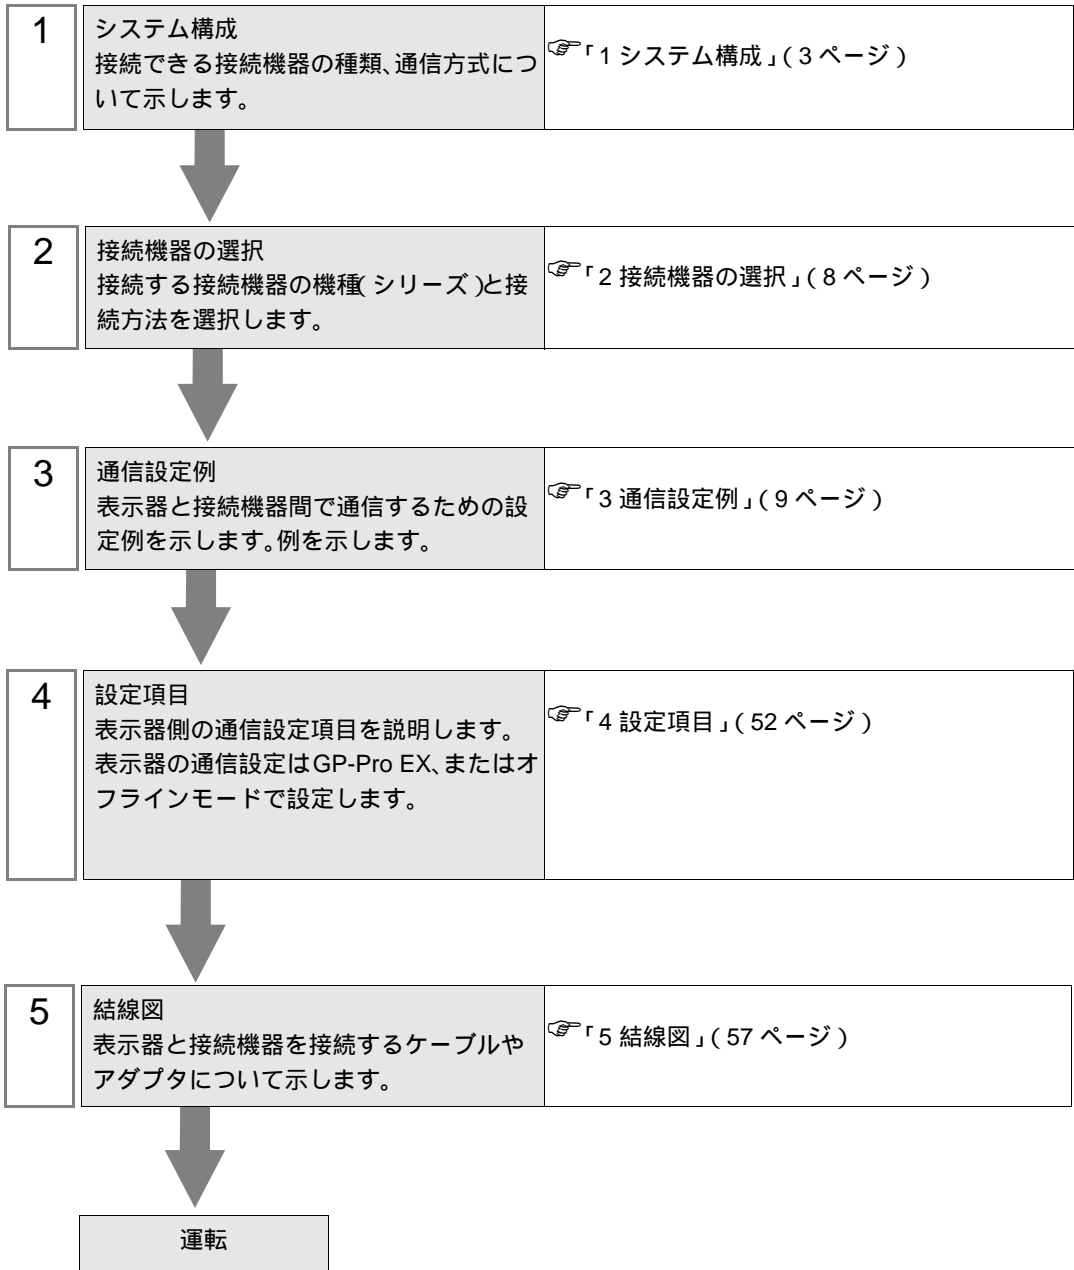 1
システム構成
接続できる接続機器の種類、通信方式につ
いて示します。
☞「1 システム構成」( 3 ページ )
2
接続機器の選択
接続する接続機器の機種( シリーズ )と接
続方法を選択します。
☞「2 接続機器の選択」( 8 ページ )
3
通信設定例
表示器と接続機器間で通信するための設
定例を示します。例を示します。
☞「3 通信設定例」( 9 ページ )
4
設定項目
表示器側の通信設定項目を説明します。
表示器の通信設定はGP-Pro EX、またはオ
フラインモードで設定します。
☞「4 設定項目」( 52 ページ )
5
結線図
表示器と接続機器を接続するケーブルや
アダプタについて示します。
☞「5 結線図」( 57 ページ )
運転